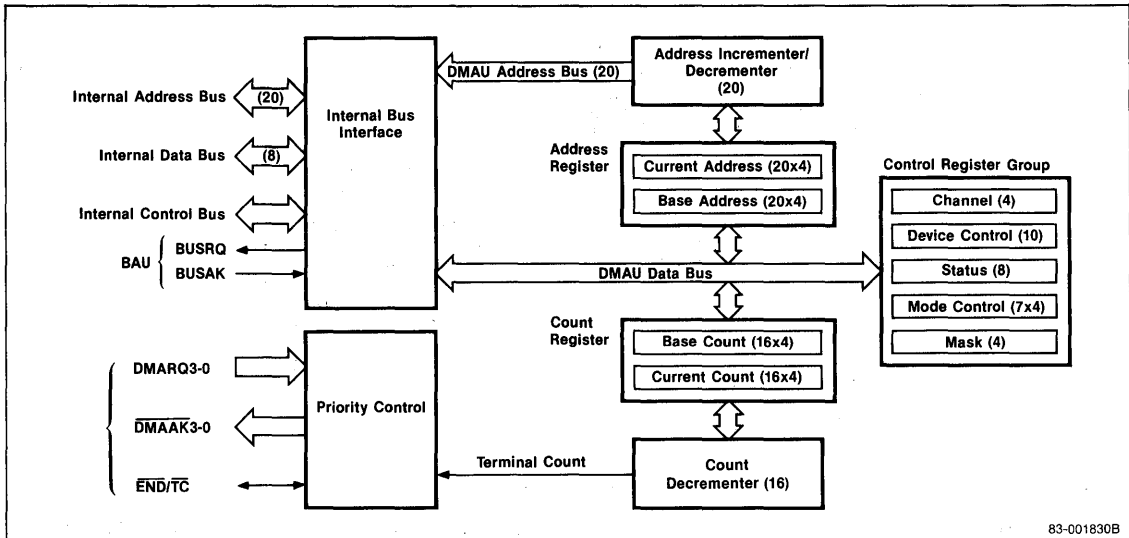 Internal Address Bus
(20)
Internal Data Bus
(8)
Internal Control Bus
BAU
BUSRQ
BUSAK
Internal Bus
Interface
DMAU Address Bus (20)
Address Incrementer/
Decrementer
(20)
Address
Register
Current Address (20x4)
Base Address (20x4)
DMAU Data Bus
Control Register Group
Channel (4)
Device Control (10)
Status (8)
Mode Control (7x4)
Mask (4)
Count
Register
Base Count (16x4)
Current Count (16x4)
DMARQ3-0
DMAAK3-0
END/TC
Priority Control
Terminal Count
Count
Decrementer (16)
83-001830B